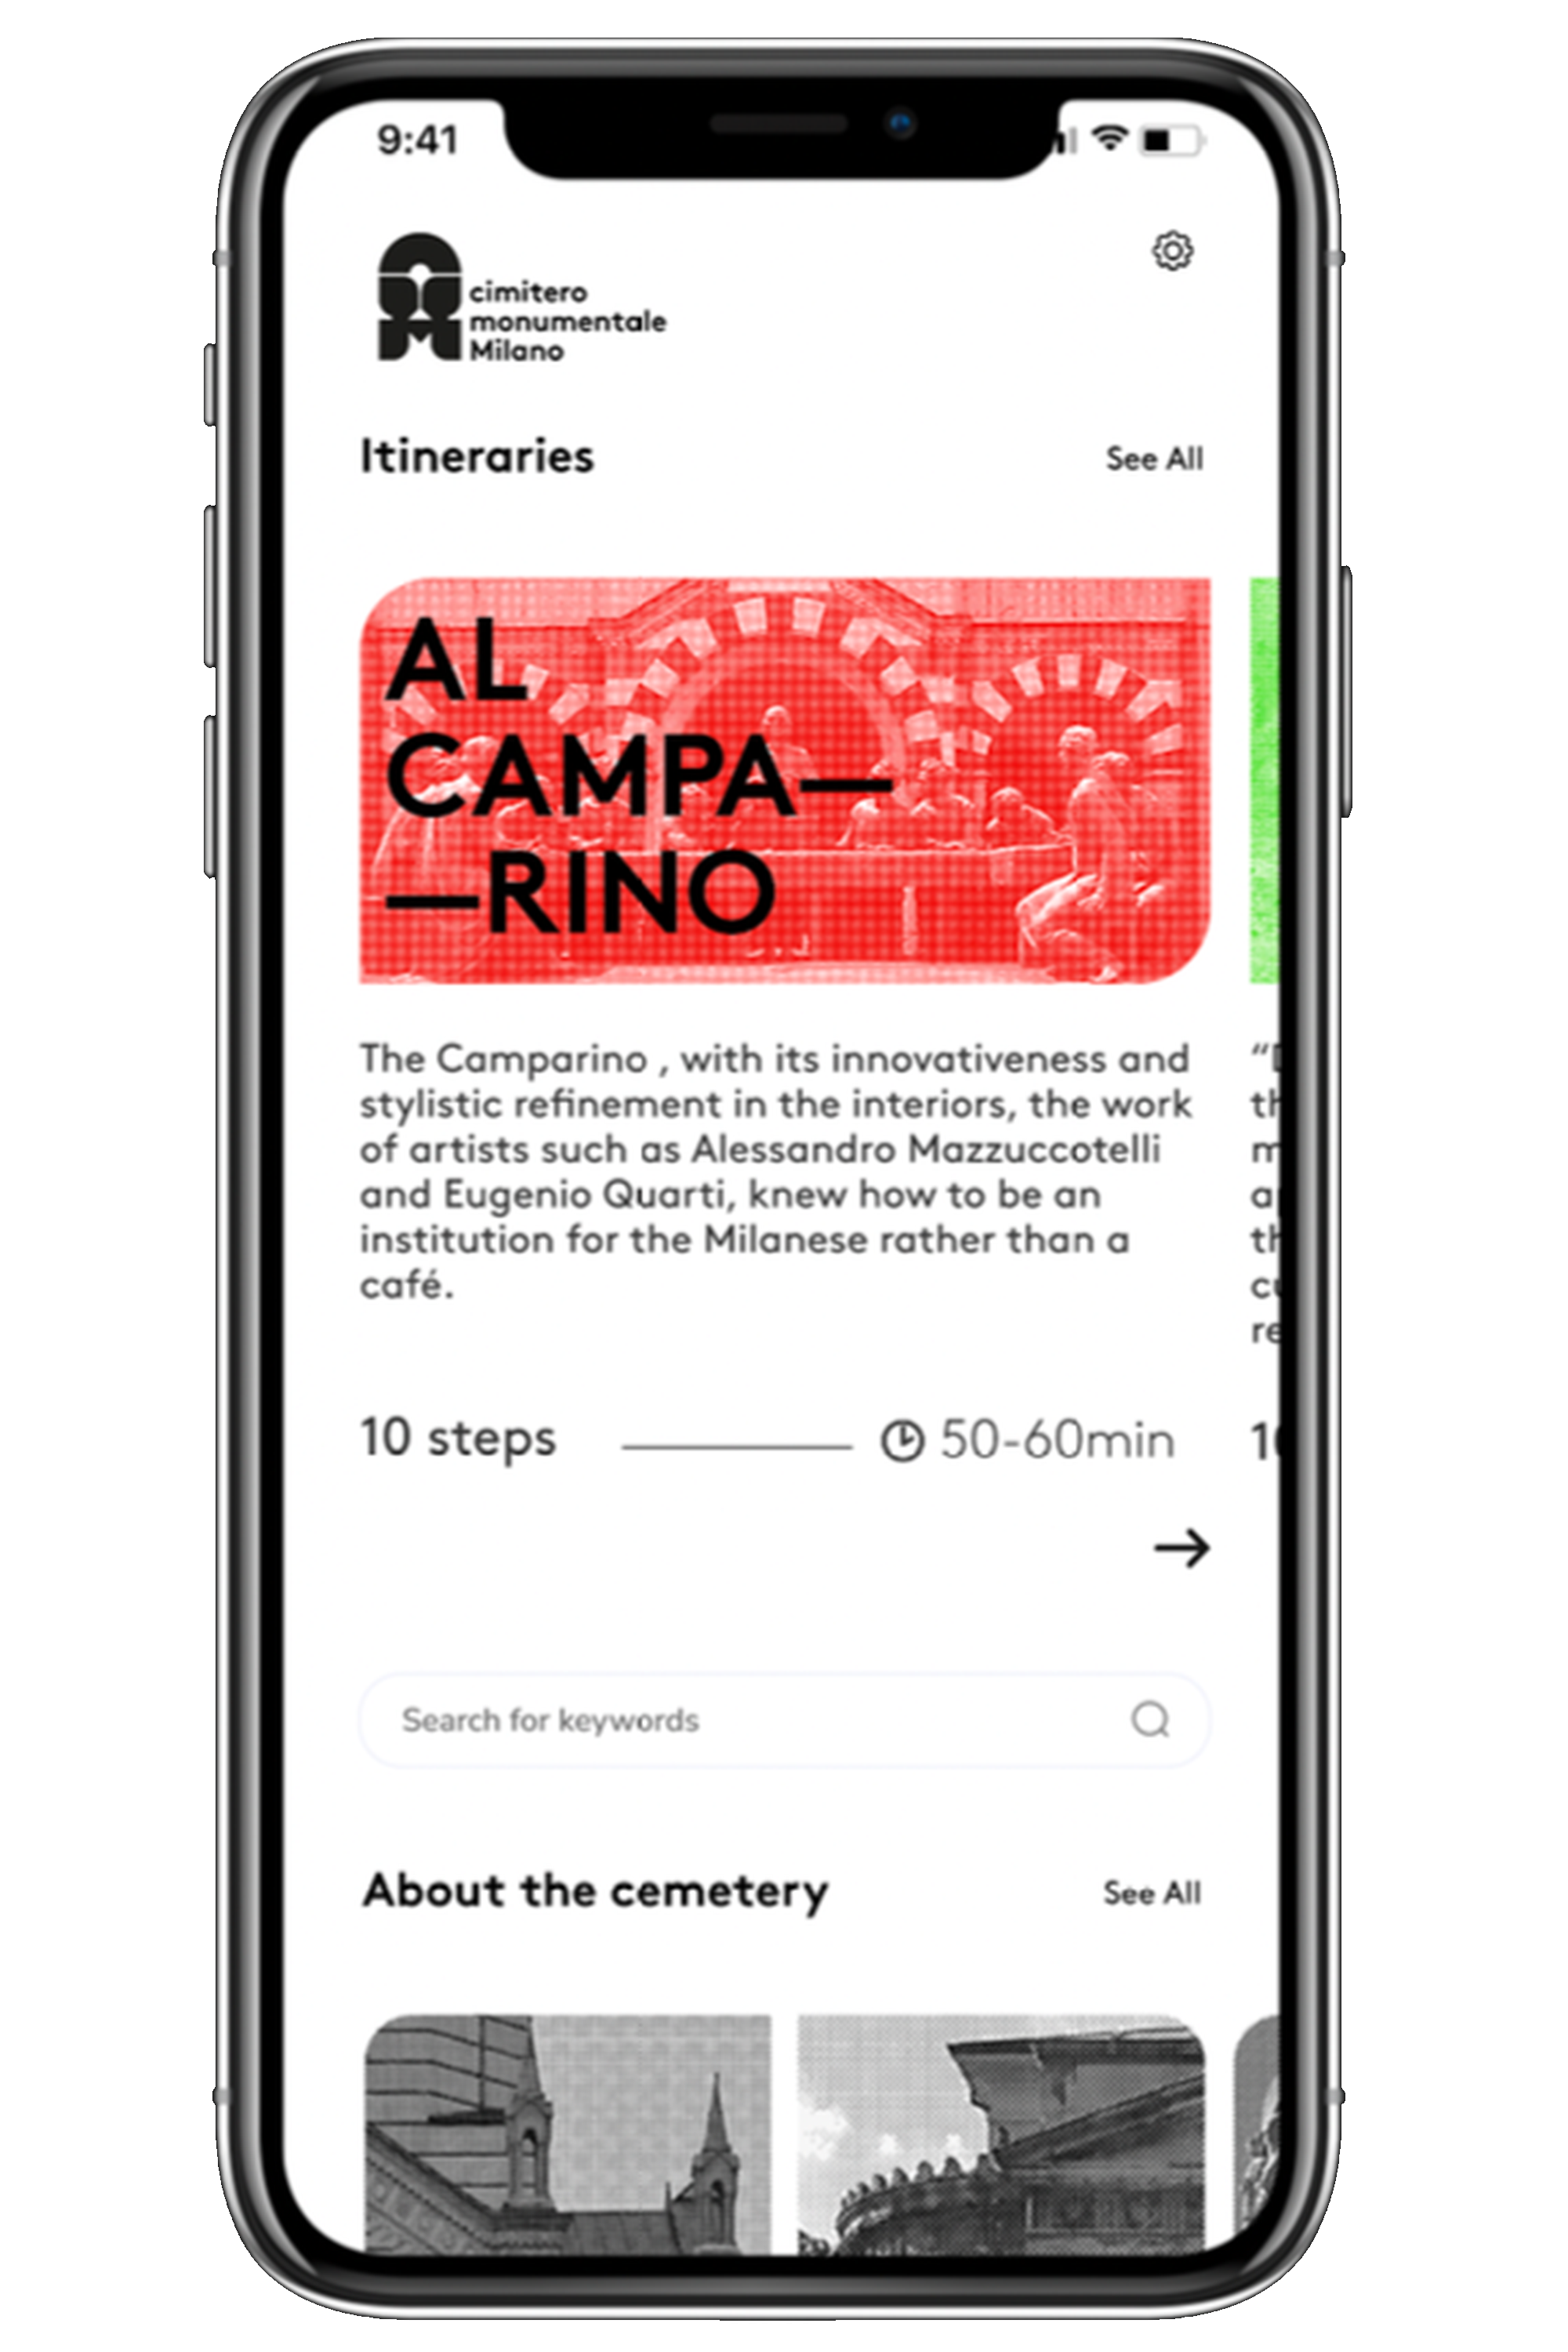 9:41
cimitero
monumentale
Milano
Itineraries
See All
AL
CAMPA—
—RINO
The Camparino , with its innovativeness and
stylistic refinement in the interiors, the work
of artists such as Alessandro Mazzuccotelli
and Eugenio Quarti, knew how to be an
institution for the Milanese rather than a
café.
10 steps
50-60min
Search for keywords
About the cemetery
See All